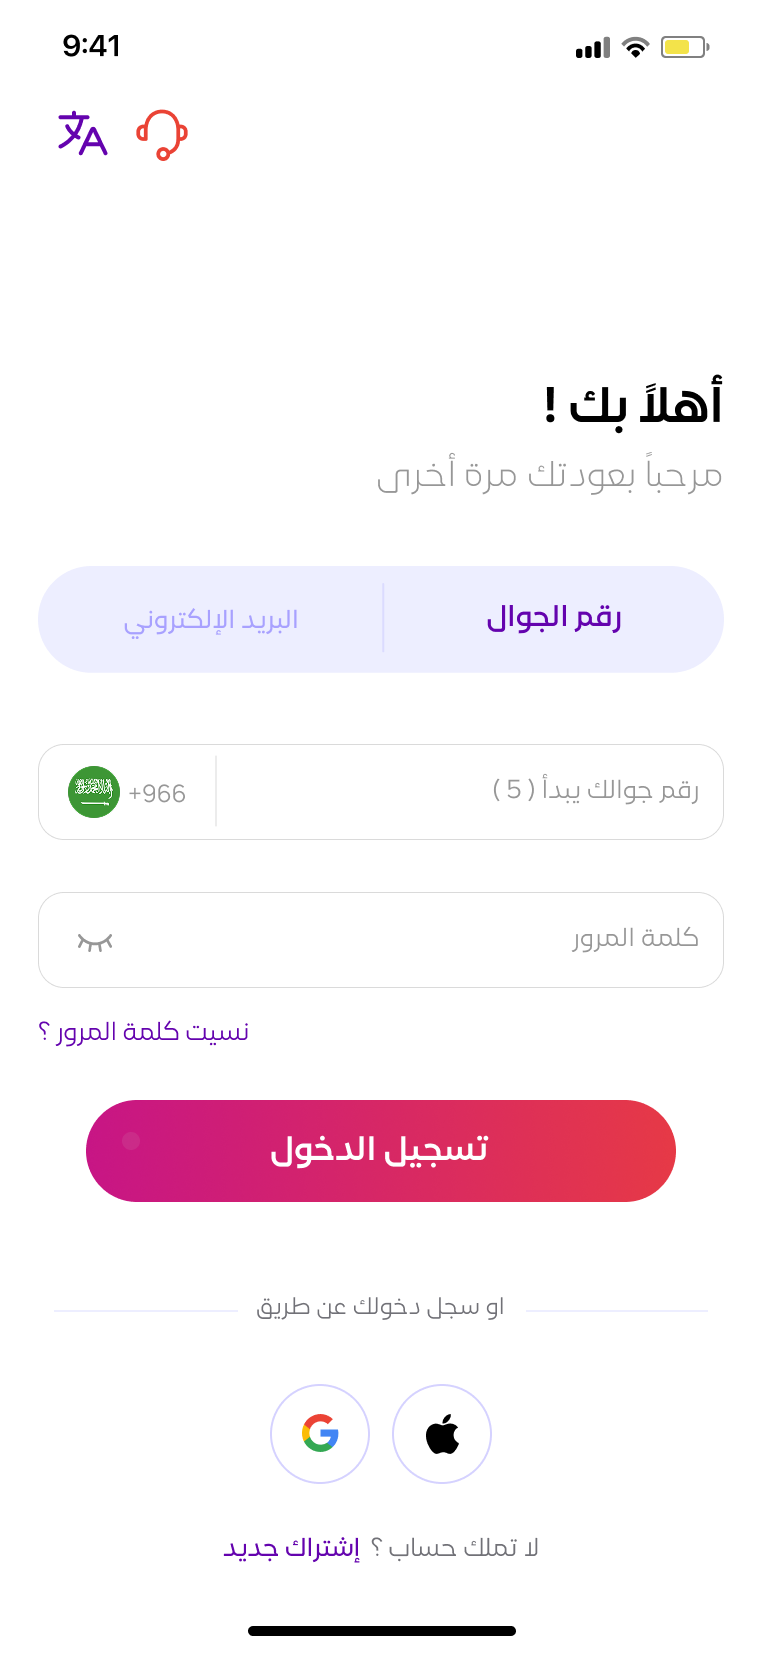 9:41
أهلاً بك !
مرحباً بعودتك مرة أخرى
رقم الجوال
البريد الإلكتروني
رقم جوالك يبدأ ( 5 )
+966
كلمة المرور
نسيت كلمة المرور ؟
تسجيل الدخول
او سجل دخولك عن طريق
لا تملك حساب ؟ إشتراك جديد